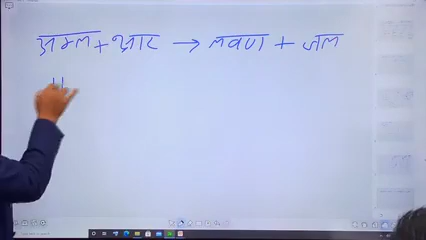 अम्ल + क्षार → लवण + जल
H